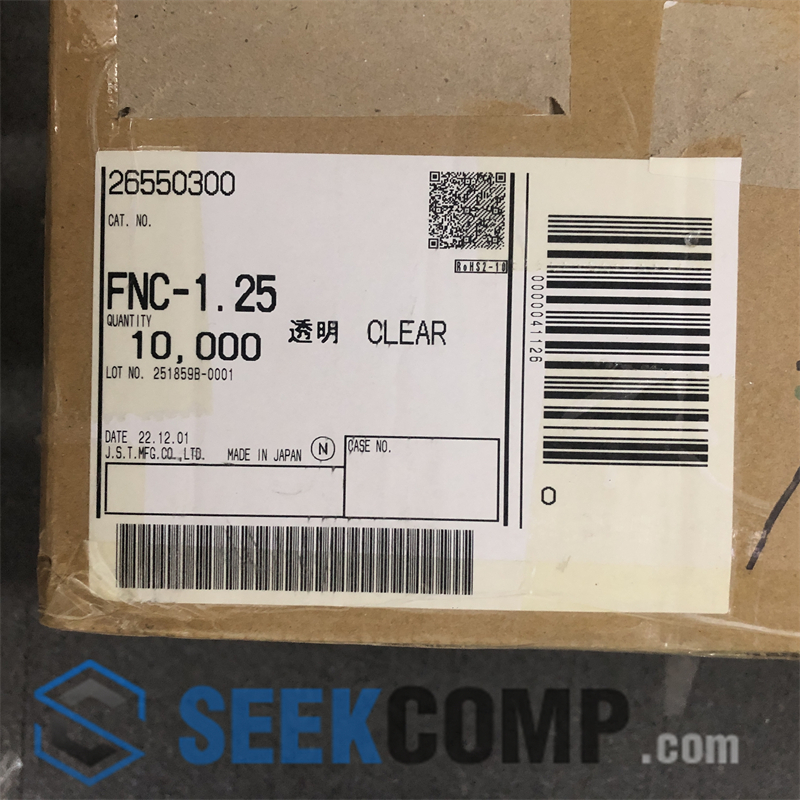 26550300
CAT. NO.
RoHS2-10
FNC-1.25
QUANTITY
10,000 透明 CLEAR
LOT NO. 251859B-0001
DATE 22.12.01
J.S.T.MFG.CO.,LTD. MADE IN JAPAN N
CASE NO.
0000041126
0
SEEKCOMP.com